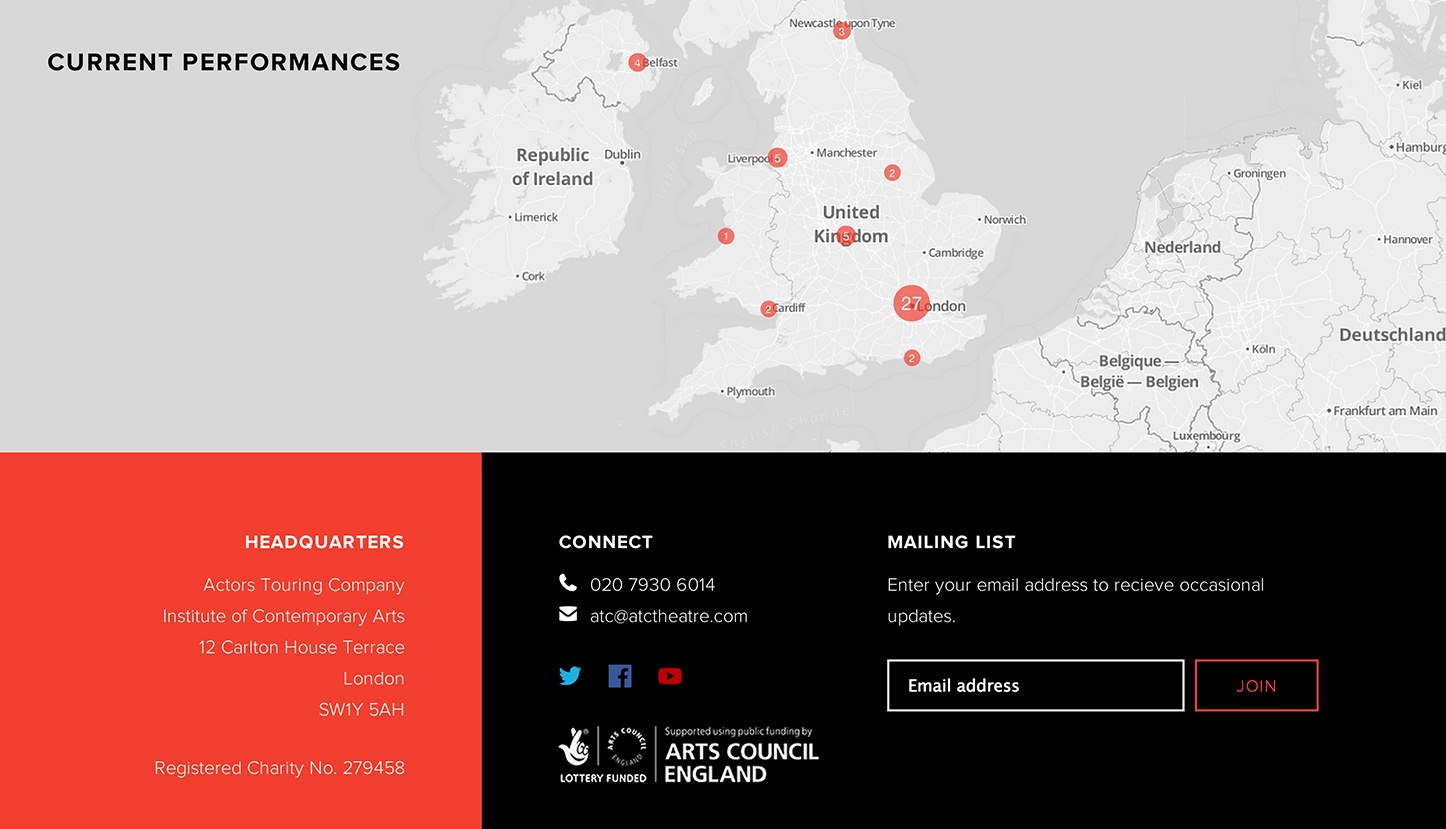 CURRENT PERFORMANCES
Newcastle upon Tyne
3
4
Belfast
Kiel
Hamburg
Republic
of Ireland
Dublin
Liverpool
5
Manchester
2
Groningen
Limerick
United
Kingdom
5
Norwich
1
Cambridge
Nederland
Hannover
Cork
2
Cardiff
27
London
Deutschland
2
Köln
Belgique —
België — Belgien
Plymouth
English Channel
Frankfurt am Main
Luxembourg
HEADQUARTERS
Actors Touring Company
Institute of Contemporary Arts
12 Carlton House Terrace
London
SW1Y 5AH
Registered Charity No. 279458
CONNECT
020 7930 6014
atc@atctheatre.com
LOTTERY FUNDED
ARTS COUNCIL
ENGLAND
Supported using public funding by
ARTS COUNCIL
ENGLAND
MAILING LIST
Enter your email address to recieve occasional
updates.
Email address
JOIN